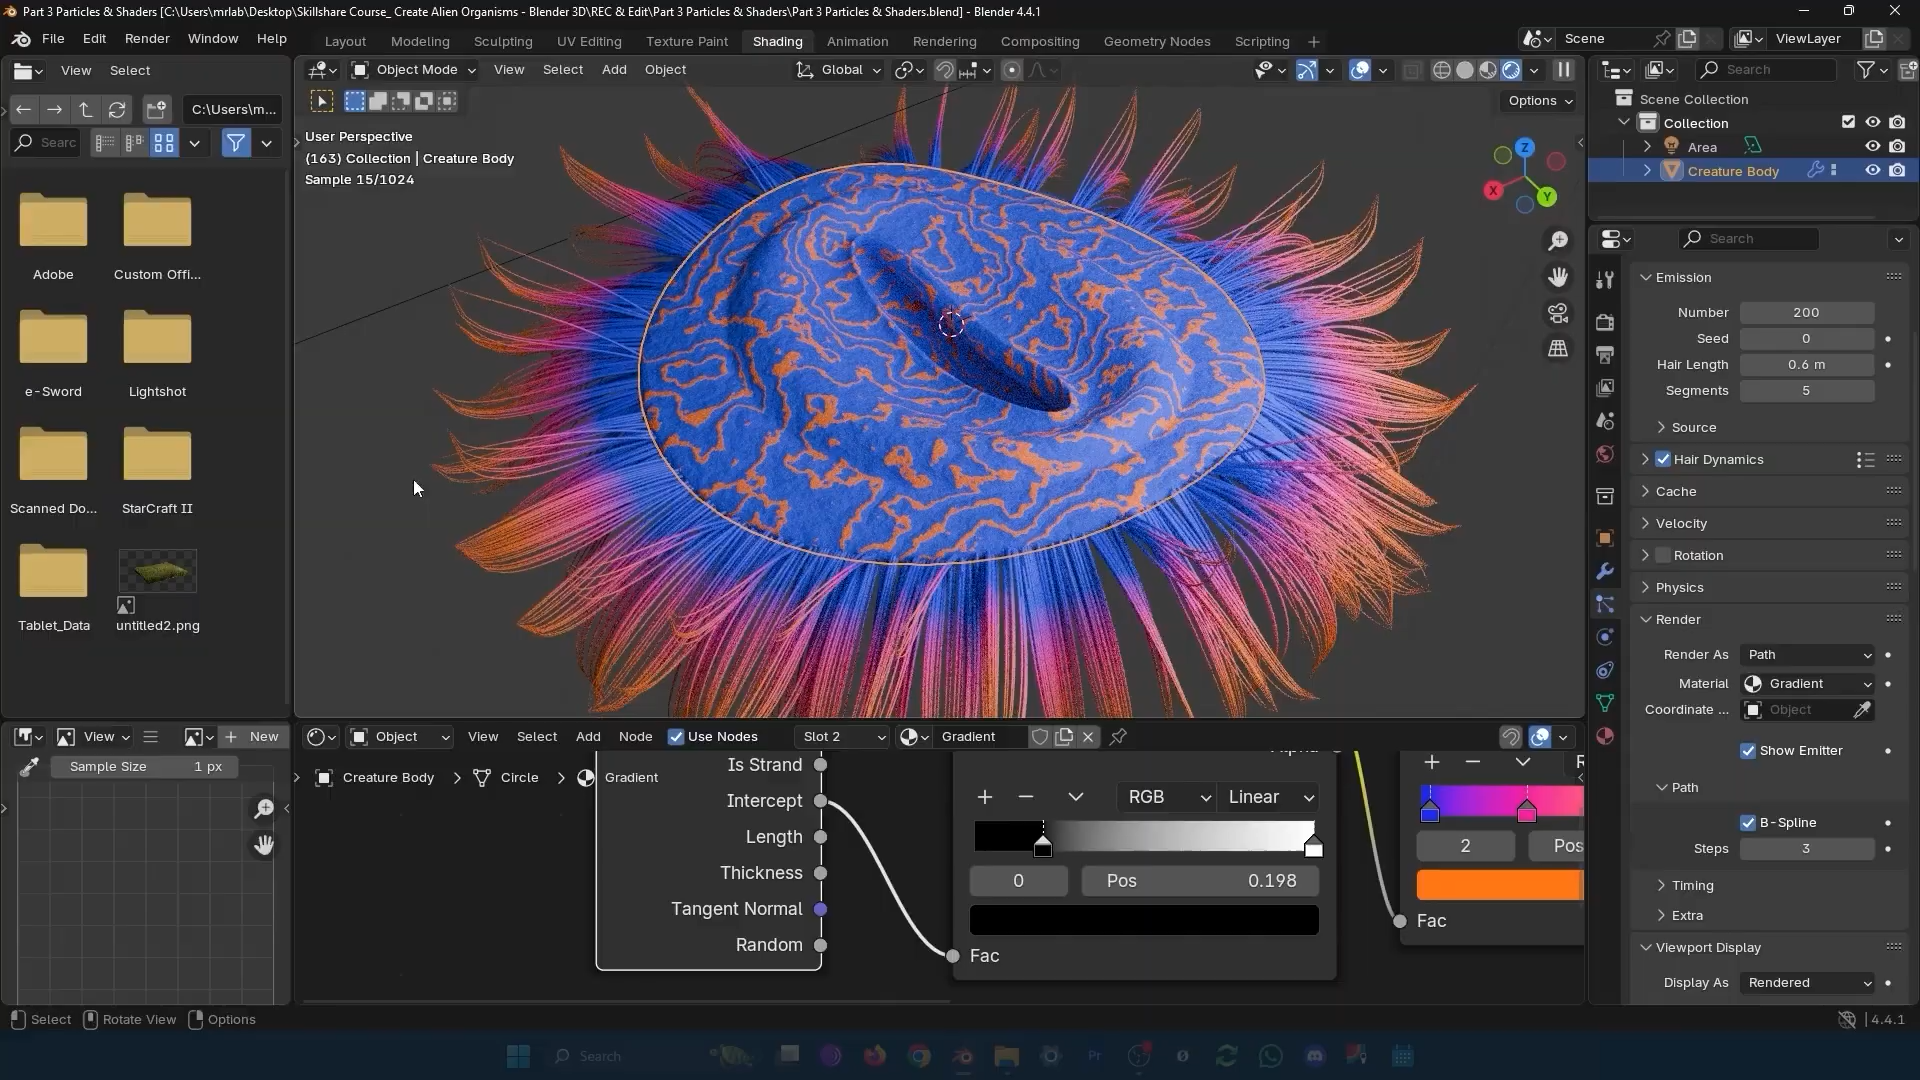 Part 3 Particles & Shaders [C:\Users\mrlab\Desktop\Skillshare Course_ Create Alien Organisms - Blender 3D\REC & Edit\Part 3 Particles & Shaders\Part 3 Particles & Shaders.blend] - Blender 4.4.1
File Edit Render Window Help
Layout Modeling Sculpting UV Editing Texture Paint Shading Animation Rendering Compositing Geometry Nodes Scripting
Scene ViewLayer
View Select
Object Mode View Select Add Object Global
Options
C:\Users\m...
Searc
Adobe
Custom Offi...
e-Sword
Lightshot
Scanned Do...
StarCraft II
Tablet_Data
untitled2.png
User Perspective
(163) Collection | Creature Body
Sample 15/1024
Z
X
Y
Search
Scene Collection
Collection
Area
Creature Body
Search
Emission
Number 200
Seed 0
Hair Length 0.6 m
Segments 5
Source
Hair Dynamics
Cache
Velocity
Rotation
Physics
Render
Render As Path
Material Gradient
Coordinate ... Object
Show Emitter
Path
B-Spline
Steps 3
Timing
Extra
Viewport Display
Display As Rendered
View New
Sample Size 1 px
Object View Select Add Node Use Nodes Slot 2 Gradient
Creature Body Circle Gradient
Is Strand
Intercept
Length
Thickness
Tangent Normal
Random
RGB Linear
0 Pos 0.198
Fac
2 Pos
Fac
Select Rotate View Options
4.4.1
Search
Pr